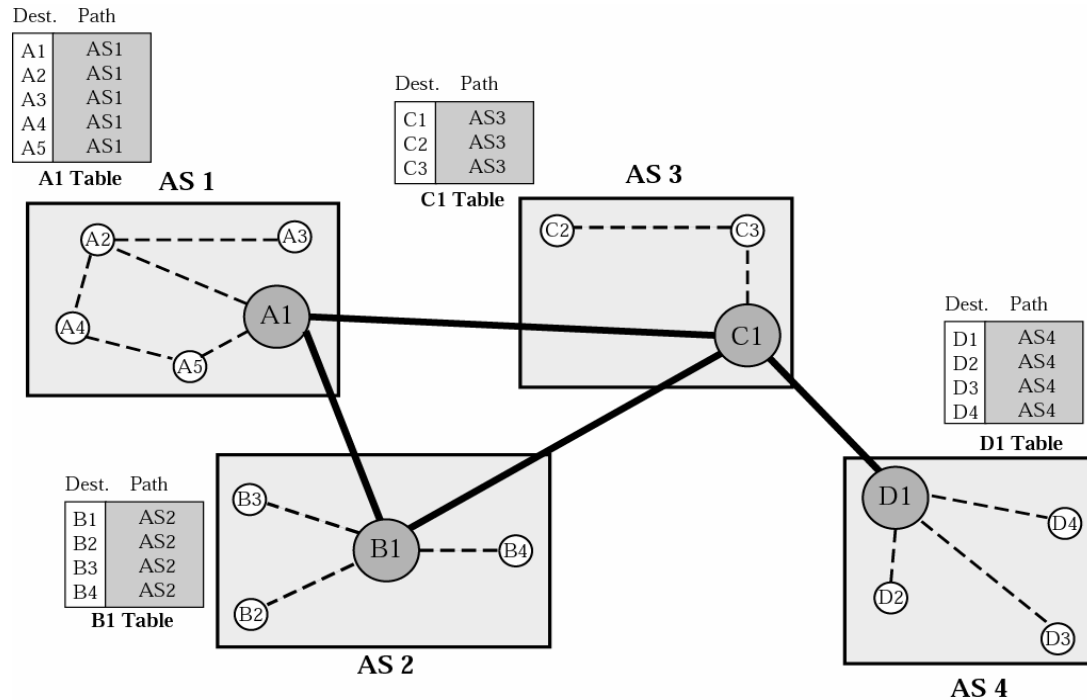 Dest. Path
A1 AS1
A2 AS1
A3 AS1
A4 AS1
A5 AS1
A1 Table
AS 1
Dest. Path
C1 AS3
C2 AS3
C3 AS3
C1 Table
AS 3
A2
A3
A1
A4
A5
C2
C3
C1
Dest. Path
D1 AS4
D2 AS4
D3 AS4
D4 AS4
D1 Table
Dest. Path
B1 AS2
B2 AS2
B3 AS2
B4 AS2
B1 Table
B3
B1
B4
B2
AS 2
D1
D4
D2
D3
AS 4